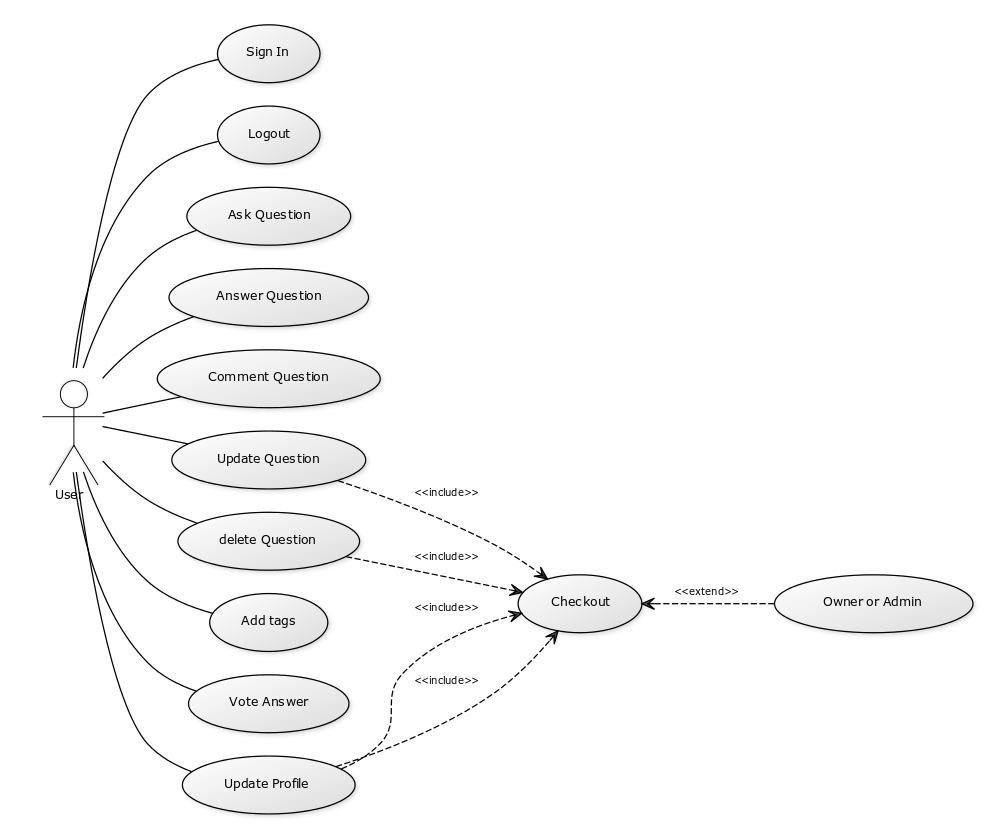 Sign In
Logout
Ask Question
Answer Question
Comment Question
Update Question
User
<<include>>
delete Question
<<include>>
<<extend>>
Checkout
Owner or Admin
<<include>>
Add tags
<<include>>
Vote Answer
Update Profile